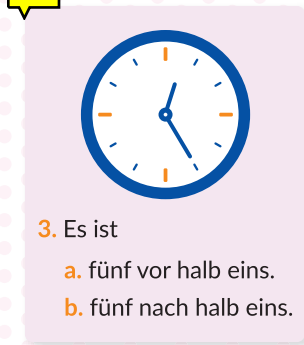 3. Es ist
a. fünf vor halb eins.
b. fünf nach halb eins.